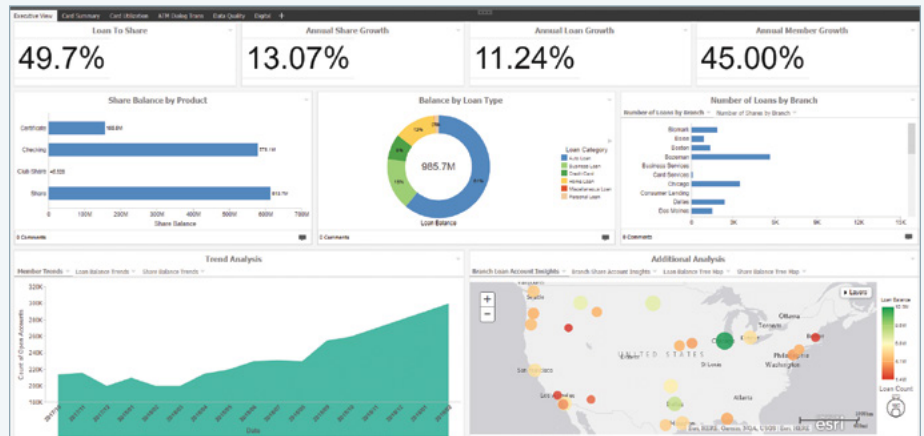 Executive View Card Summary Card Utilization ATM Dialog Trans Data Quality Digital +
Loan To Share
49.7%
Annual Share Growth
13.07%
Annual Loan Growth
11.24%
Annual Member Growth
45.00%
Share Balance by Product
Certificate
Checking
Club Share
Share
0 100M 200M 300M 400M 500M 600M 700M
Share Balance
0 Comments
Balance by Loan Type
985.7M
Loan Balance
Loan Category
Auto Loan
Business Loan
Credit Card
Home Loan
Miscellaneous Loan
Personal Loan
0 Comments
Number of Loans by Branch
Number of Loans by Branch Number of Shares by Branch
Bismark
Boise
Boston
Bozeman
Business Services
Card Services
Chicago
Consumer Lending
Dallas
Des Moines
0 3K 6K 9K 12K 15K
0 Comments
Trend Analysis
Member Trends Loan Balance Trends Share Balance Trends
320K
300K
280K
260K
240K
220K
200K
180K
Count of Open Accounts
Date
Additional Analysis
Branch Loan Account Insights Branch Share Account Insights Loan Balance Tree Map Share Balance Tree Map
+
−
Layers
Seattle
Ottawa
Toronto
UNITED STATES
St Louis
Philadelphia
Washington
San Francisco
Los Angeles
Atlanta
Dallas
esri
Loan Balance
Loan Count